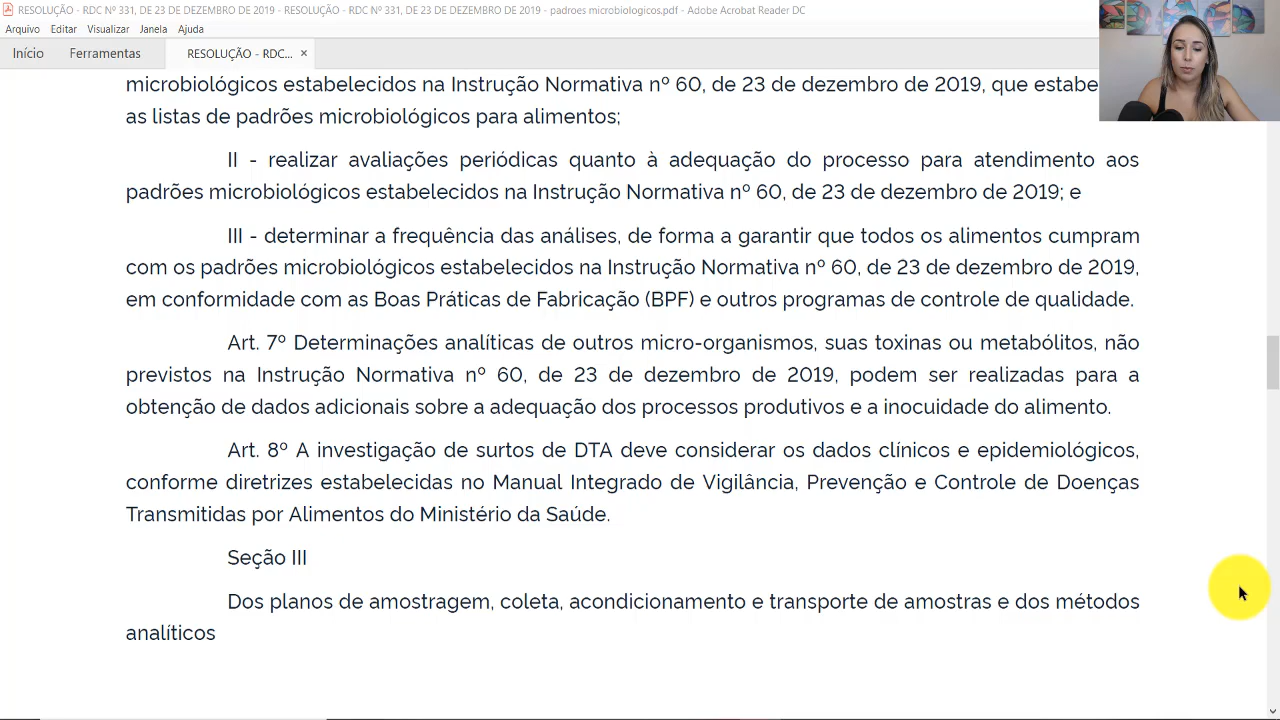 RESOLUÇÃO - RDC Nº 331, DE 23 DE DEZEMBRO DE 2019 - RESOLUÇÃO - RDC Nº 331, DE 23 DE DEZEMBRO DE 2019 - padroes microbiologicos.pdf - Adobe Acrobat Reader DC
Arquivo Editar Visualizar Janela Ajuda
Início Ferramentas RESOLUÇÃO - RDC... ×
microbiológicos estabelecidos na Instrução Normativa nº 60, de 23 de dezembro de 2019, que estabe
as listas de padrões microbiológicos para alimentos;
II - realizar avaliações periódicas quanto à adequação do processo para atendimento aos
padrões microbiológicos estabelecidos na Instrução Normativa nº 60, de 23 de dezembro de 2019; e
III - determinar a frequência das análises, de forma a garantir que todos os alimentos cumpram
com os padrões microbiológicos estabelecidos na Instrução Normativa nº 60, de 23 de dezembro de 2019,
em conformidade com as Boas Práticas de Fabricação (BPF) e outros programas de controle de qualidade.
Art. 7º Determinações analíticas de outros micro-organismos, suas toxinas ou metabólitos, não
previstos na Instrução Normativa nº 60, de 23 de dezembro de 2019, podem ser realizadas para a
obtenção de dados adicionais sobre a adequação dos processos produtivos e a inocuidade do alimento.
Art. 8º A investigação de surtos de DTA deve considerar os dados clínicos e epidemiológicos,
conforme diretrizes estabelecidas no Manual Integrado de Vigilância, Prevenção e Controle de Doenças
Transmitidas por Alimentos do Ministério da Saúde.
Seção III
Dos planos de amostragem, coleta, acondicionamento e transporte de amostras e dos métodos
analíticos